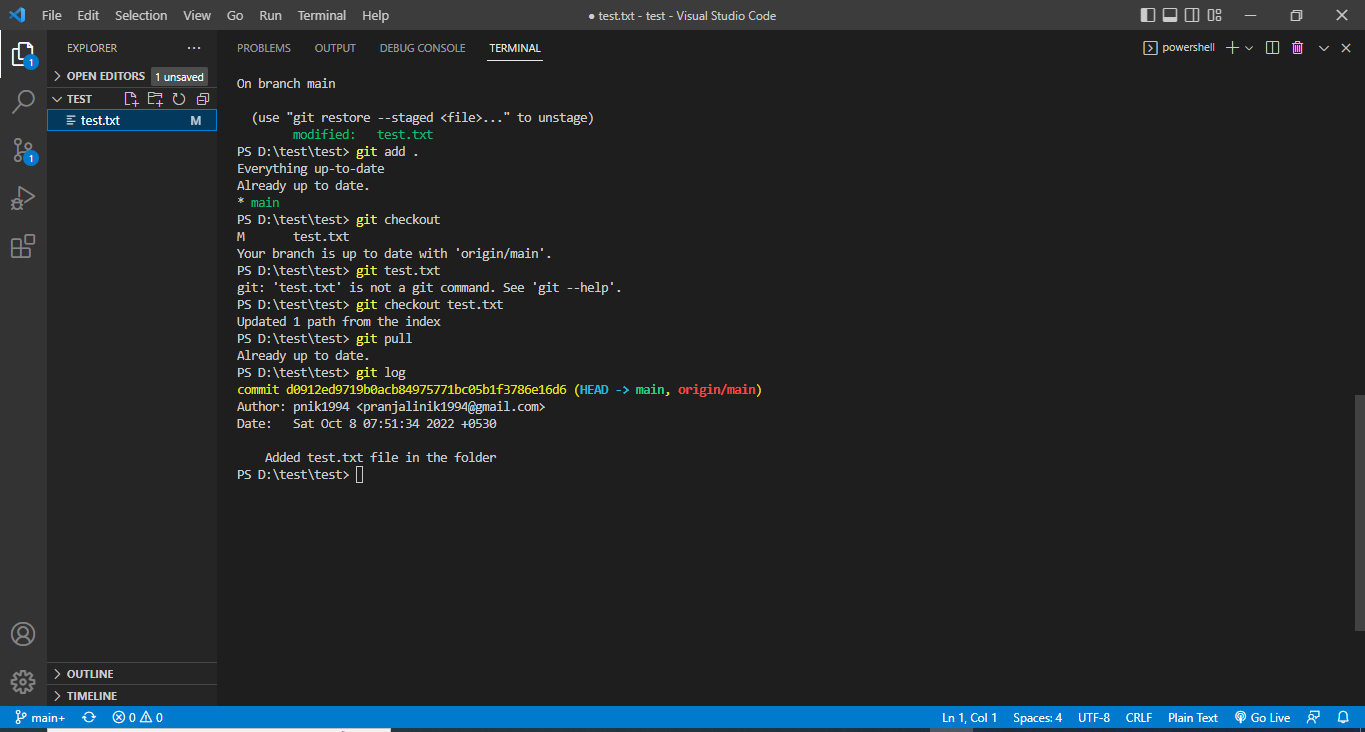 File Edit Selection View Go Run Terminal Help ● test.txt - test - Visual Studio Code
EXPLORER ...
PROBLEMS OUTPUT DEBUG CONSOLE TERMINAL
powershell
1
OPEN EDITORS 1 unsaved
TEST
test.txt M
1
On branch main
(use "git restore --staged <file>..." to unstage)
modified: test.txt
PS D:\test\test> git add .
Everything up-to-date
Already up to date.
* main
PS D:\test\test> git checkout
M test.txt
Your branch is up to date with 'origin/main'.
PS D:\test\test> git test.txt
git: 'test.txt' is not a git command. See 'git --help'.
PS D:\test\test> git checkout test.txt
Updated 1 path from the index
PS D:\test\test> git pull
Already up to date.
PS D:\test\test> git log
commit d0912ed9719b0acb84975771bc05b1f3786e16d6 (HEAD -> main, origin/main)
Author: pnik1994 <pranjalinik1994@gmail.com>
Date: Sat Oct 8 07:51:34 2022 +0530
Added test.txt file in the folder
PS D:\test\test>
OUTLINE
TIMELINE
main+ 0 0 Ln 1, Col 1 Spaces: 4 UTF-8 CRLF Plain Text Go Live